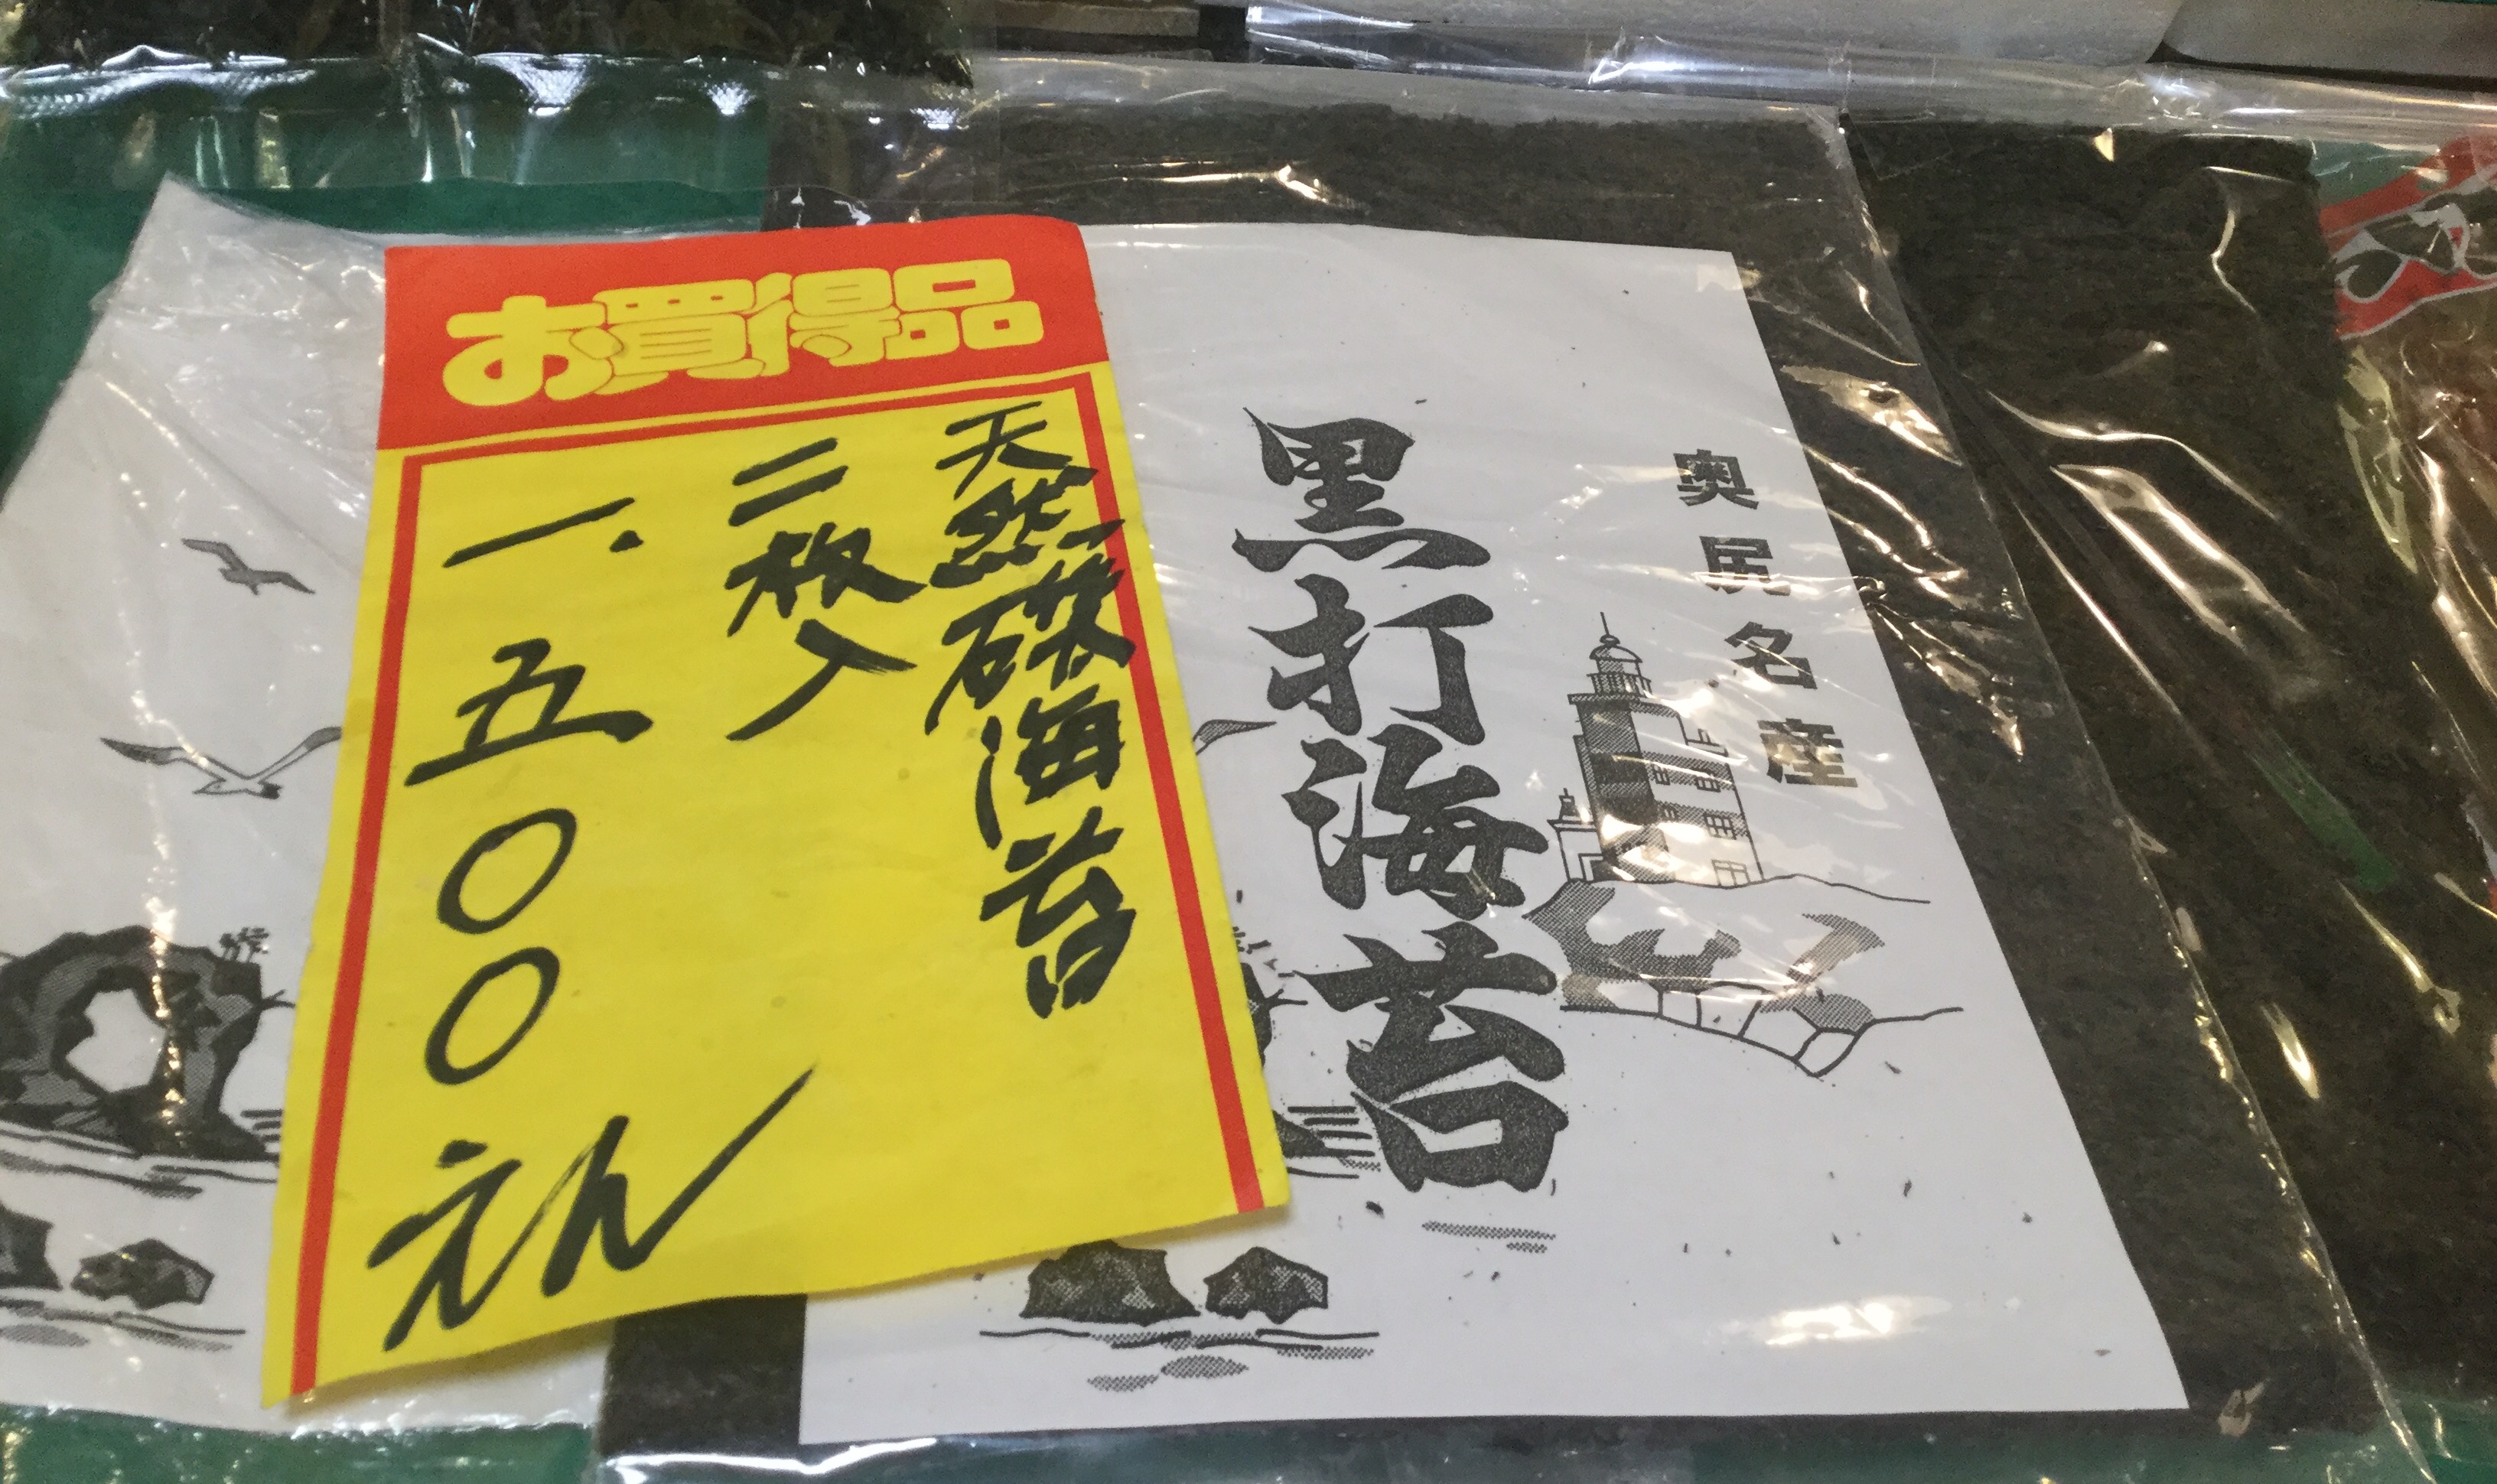 お買得品
天然磯海苔
二枚入
一、五〇〇えん
奥尻名産
黒打海苔